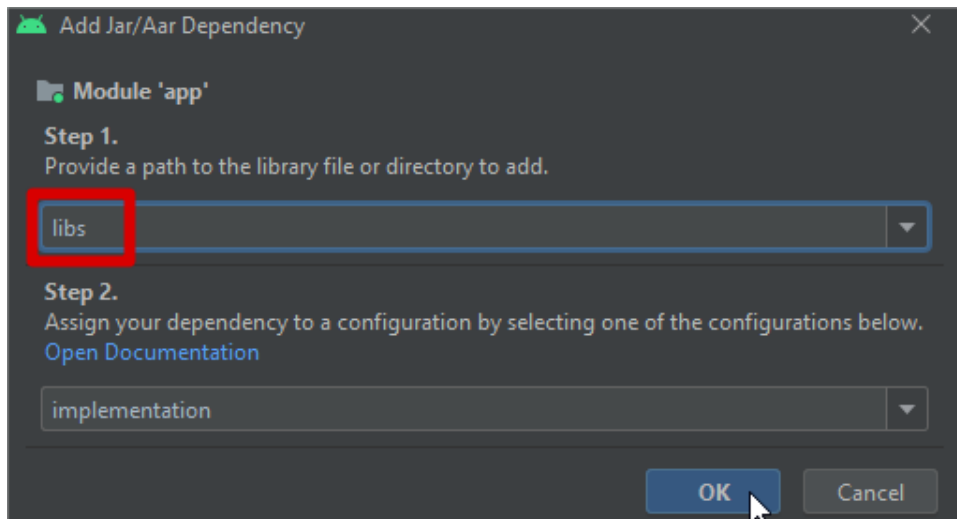 Add Jar/Aar Dependency
Module 'app'
Step 1.
Provide a path to the library file or directory to add.
libs
Step 2.
Assign your dependency to a configuration by selecting one of the configurations below.
Open Documentation
implementation
OK
Cancel